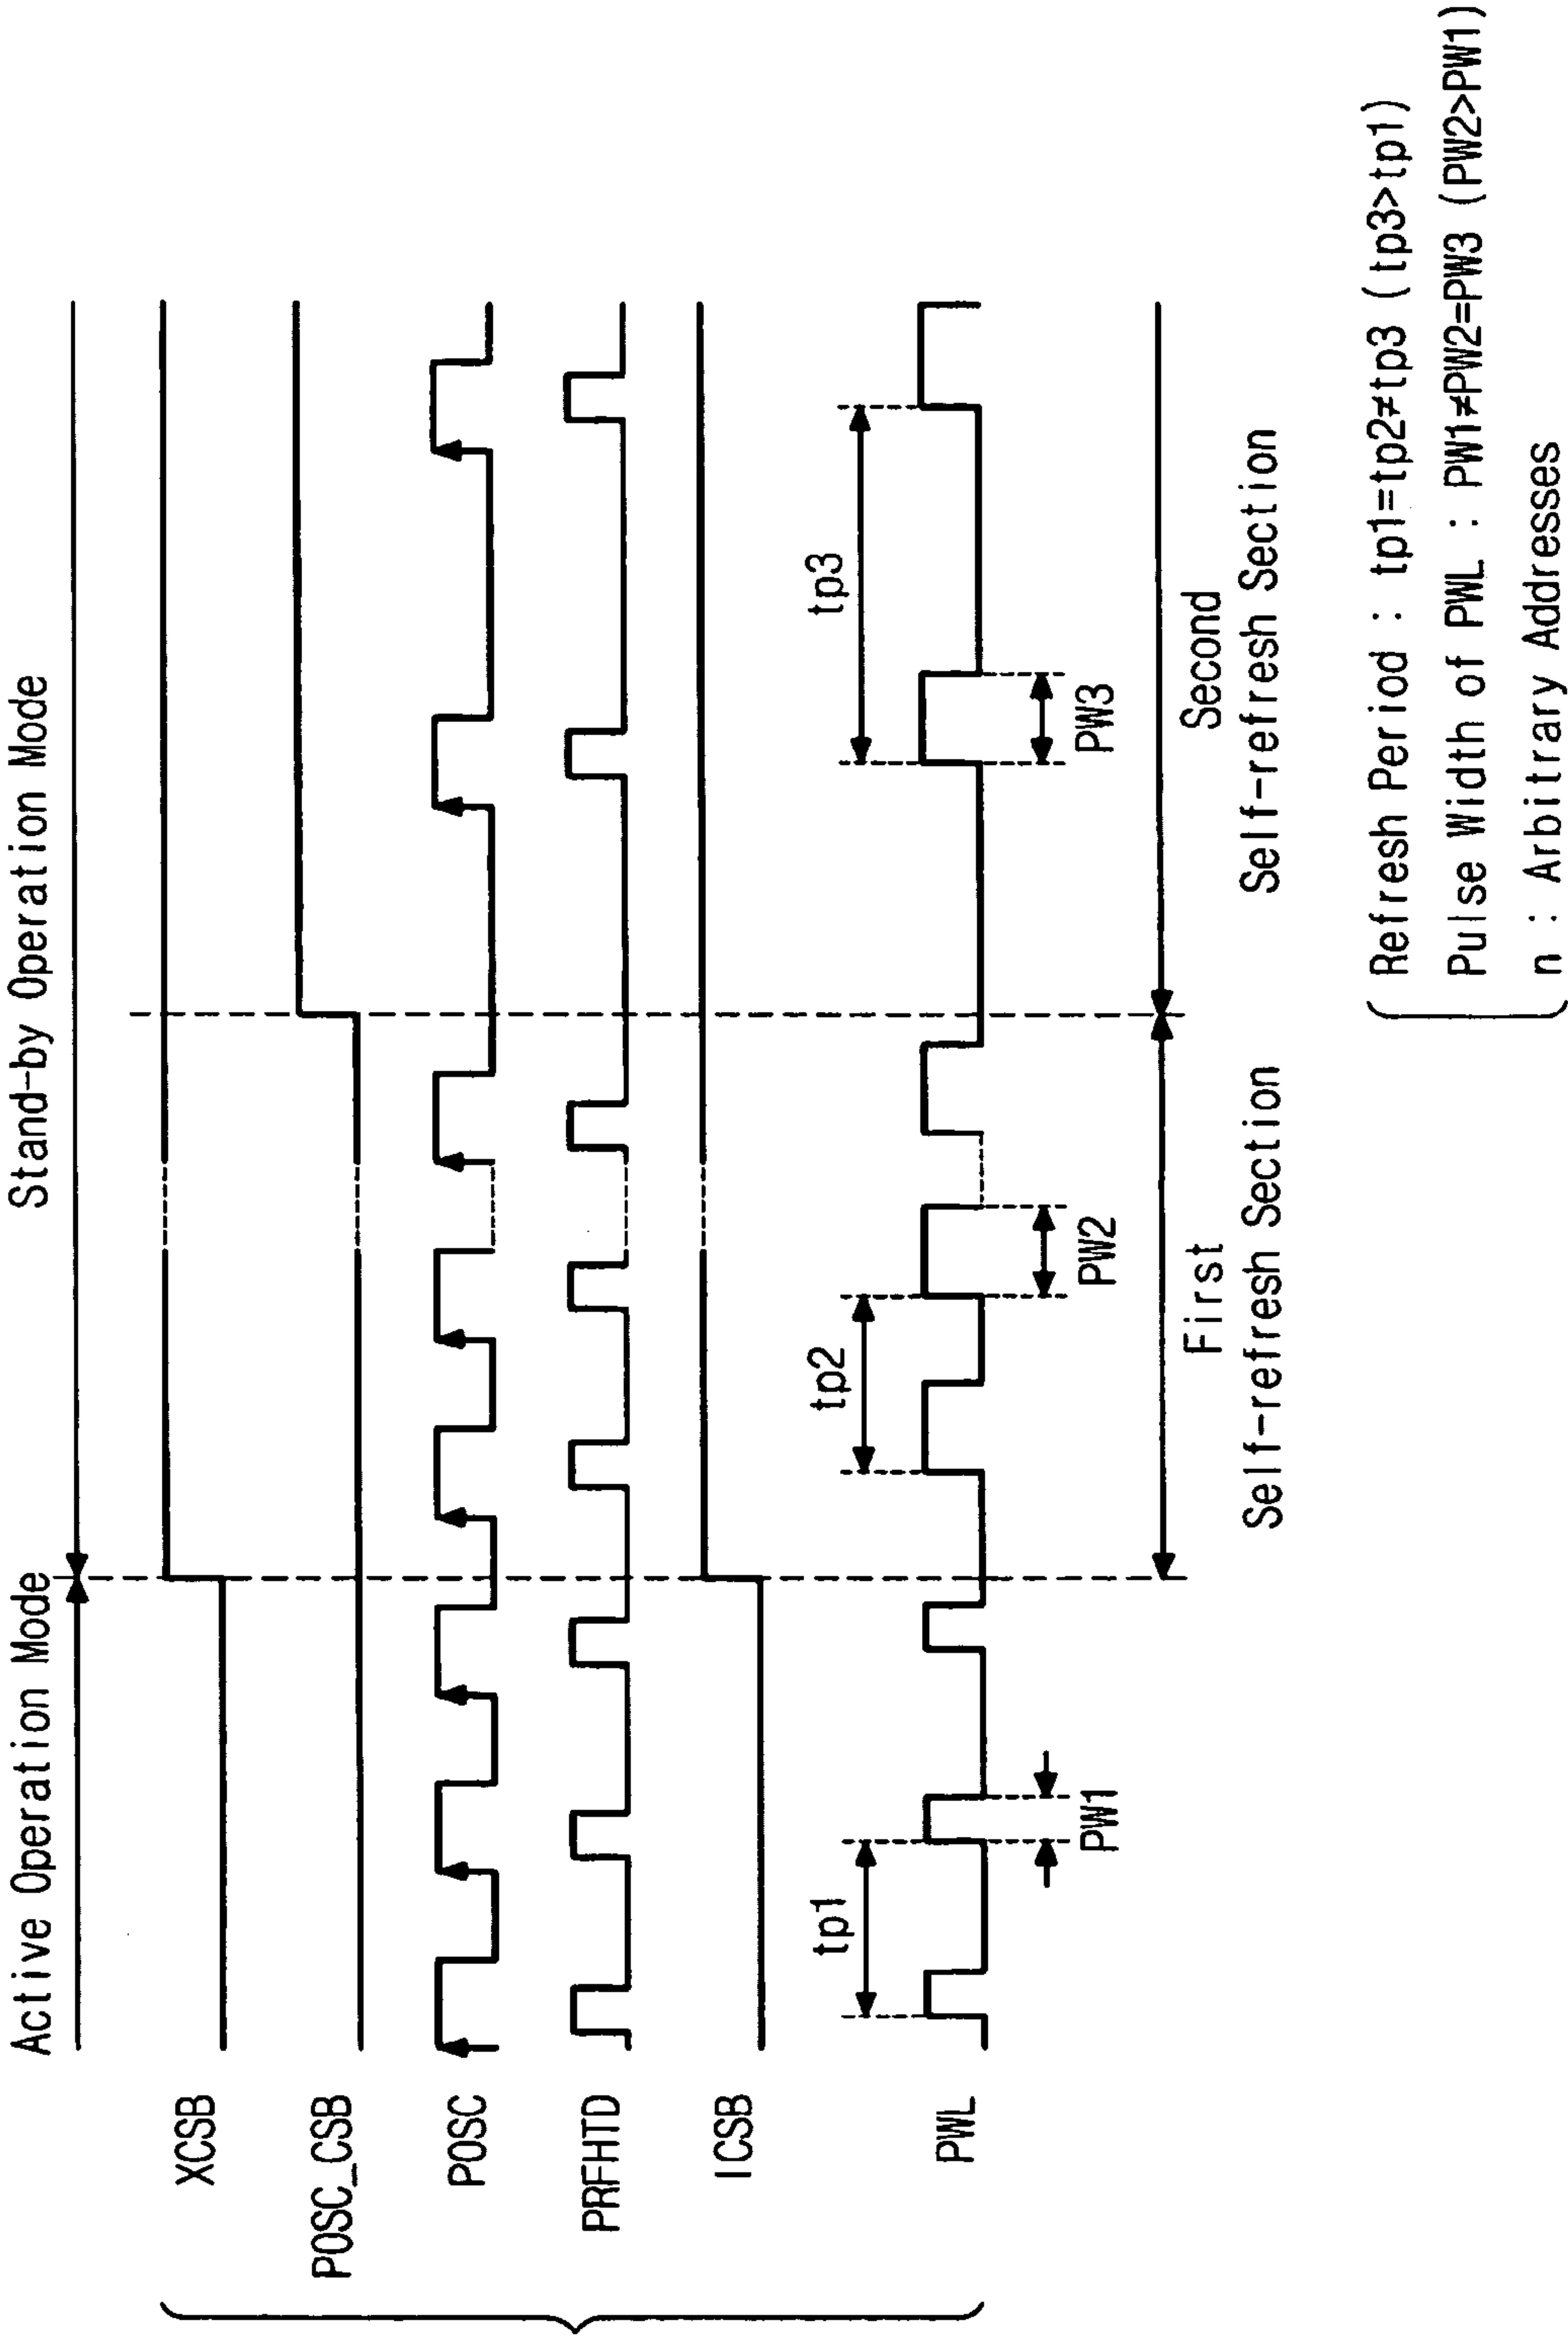 Active Operation Mode
Stand-by Operation Mode
XCSB
POSC_CSB
POSC
PRFHTD
ICSB
tp1
tp2
tp3
PWL
PW1
PW2
PW3
First
Self-refresh Section
Second
Self-refresh Section
Refresh Period : tp1=tp2≠tp3 (tp3>tp1)
Pulse Width of PWL : PW1≠PW2=PW3 (PW2>PW1)
n : Arbitrary Addresses